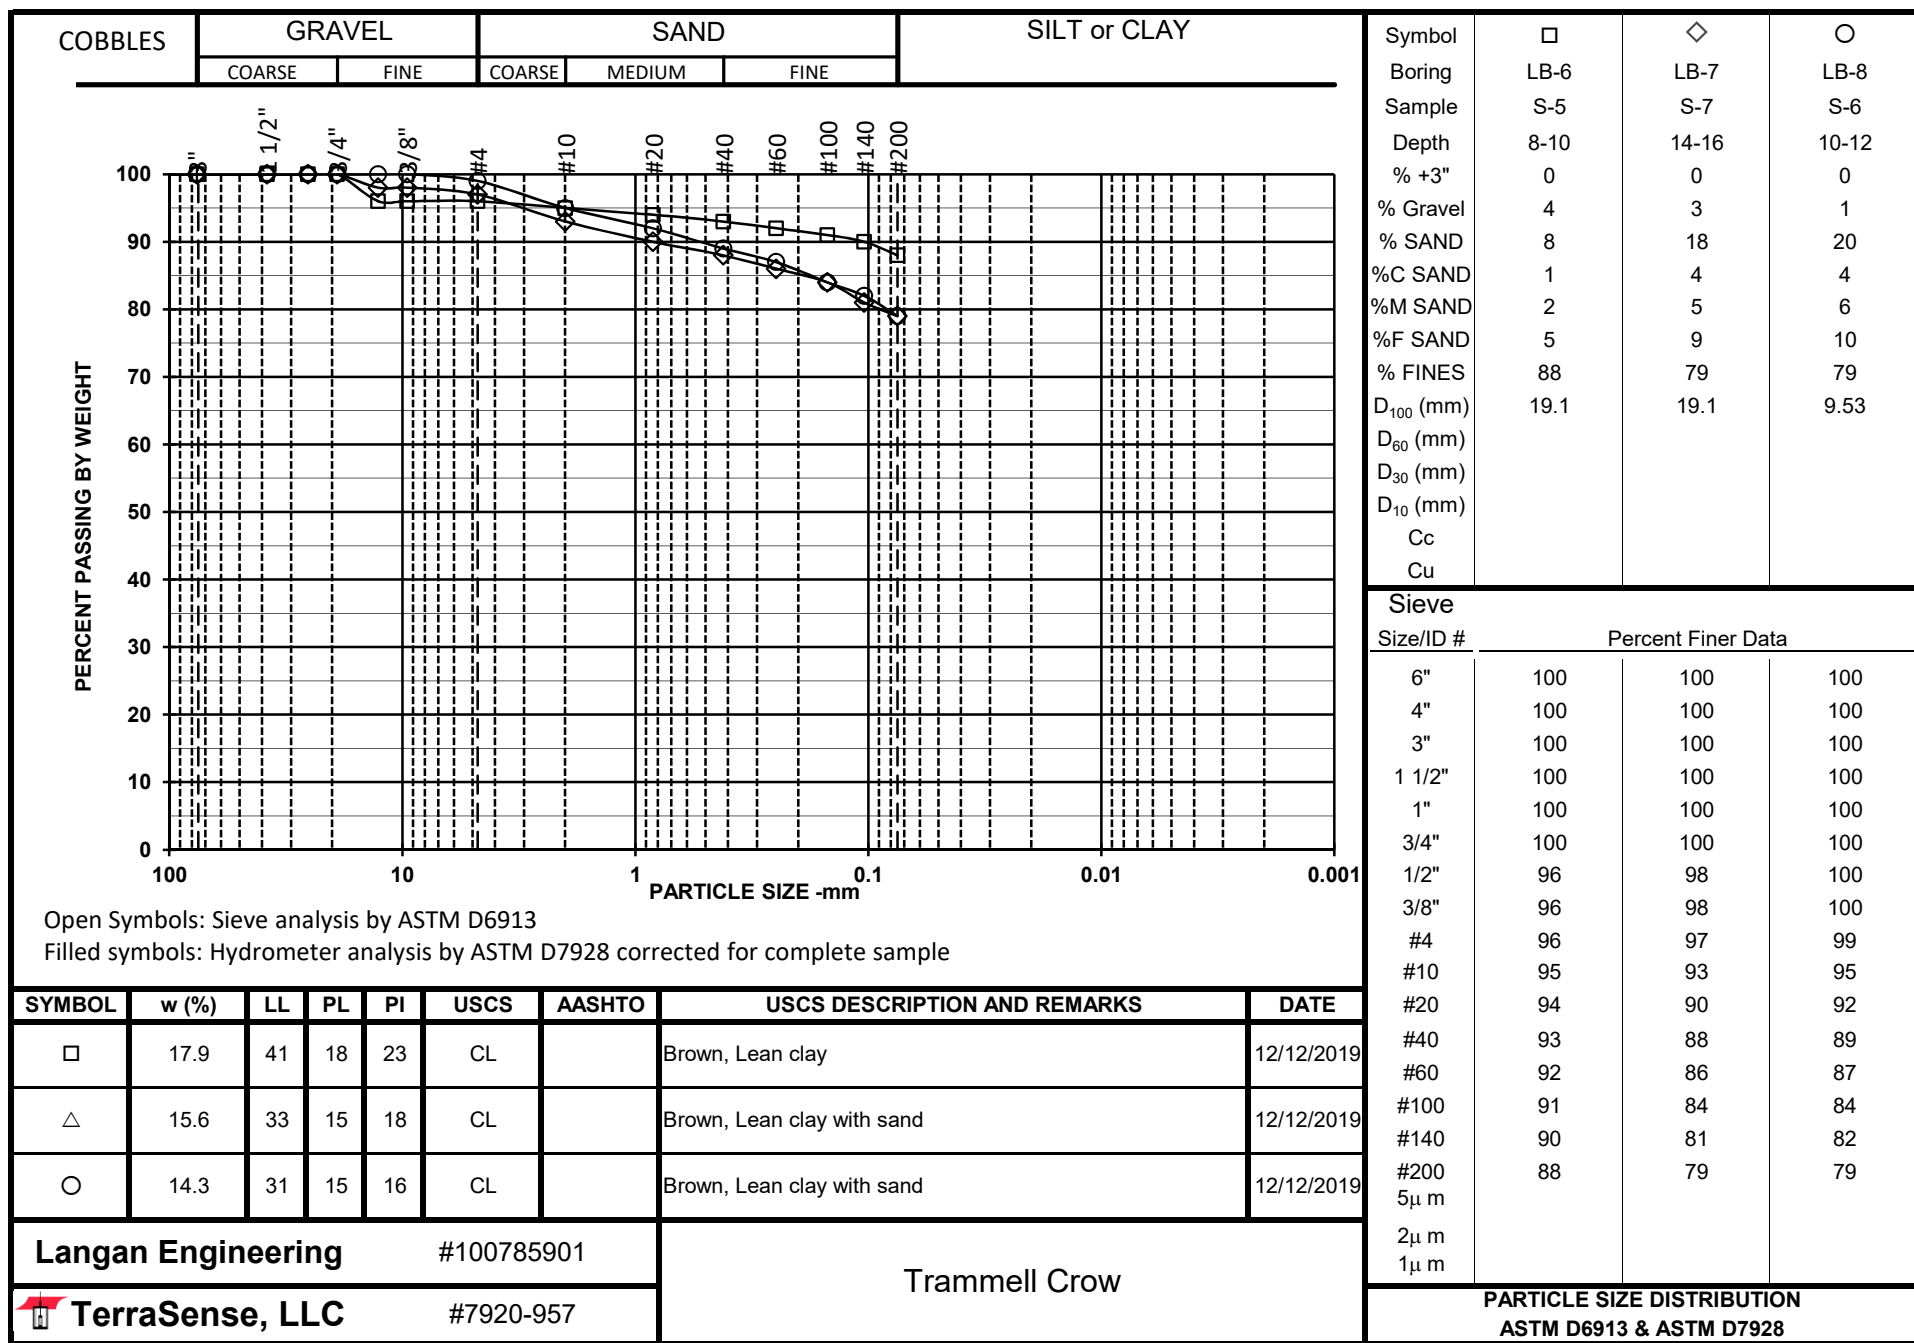 COBBLES
GRAVEL
SAND
SILT or CLAY
COARSE
FINE
COARSE
MEDIUM
FINE
3"
1 1/2"
3/4"
3/8"
#4
#10
#20
#40
#60
#100
#140
#200
PERCENT PASSING BY WEIGHT
100
90
80
70
60
50
40
30
20
10
0
100 10 1 0.1 0.01 0.001
PARTICLE SIZE -mm
Open Symbols: Sieve analysis by ASTM D6913
Filled symbols: Hydrometer analysis by ASTM D7928 corrected for complete sample
Symbol □ ◇ ○
Boring LB-6 LB-7 LB-8
Sample S-5 S-7 S-6
Depth 8-10 14-16 10-12
% +3" 0 0 0
% Gravel 4 3 1
% SAND 8 18 20
%C SAND 1 4 4
%M SAND 2 5 6
%F SAND 5 9 10
% FINES 88 79 79
D100 (mm) 19.1 19.1 9.53
D60 (mm)
D30 (mm)
D10 (mm)
Cc
Cu
Sieve
Size/ID # Percent Finer Data
6" 100 100 100
4" 100 100 100
3" 100 100 100
1 1/2" 100 100 100
1" 100 100 100
3/4" 100 100 100
1/2" 96 98 100
3/8" 96 98 100
#4 96 97 99
#10 95 93 95
#20 94 90 92
#40 93 88 89
#60 92 86 87
#100 91 84 84
#140 90 81 82
#200 88 79 79
5μ m
2μ m
1μ m
SYMBOL w (%) LL PL PI USCS AASHTO USCS DESCRIPTION AND REMARKS DATE
□ 17.9 41 18 23 CL Brown, Lean clay 12/12/2019
△ 15.6 33 15 18 CL Brown, Lean clay with sand 12/12/2019
○ 14.3 31 15 16 CL Brown, Lean clay with sand 12/12/2019
Langan Engineering #100785901
TerraSense, LLC #7920-957
Trammell Crow
PARTICLE SIZE DISTRIBUTION
ASTM D6913 & ASTM D7928